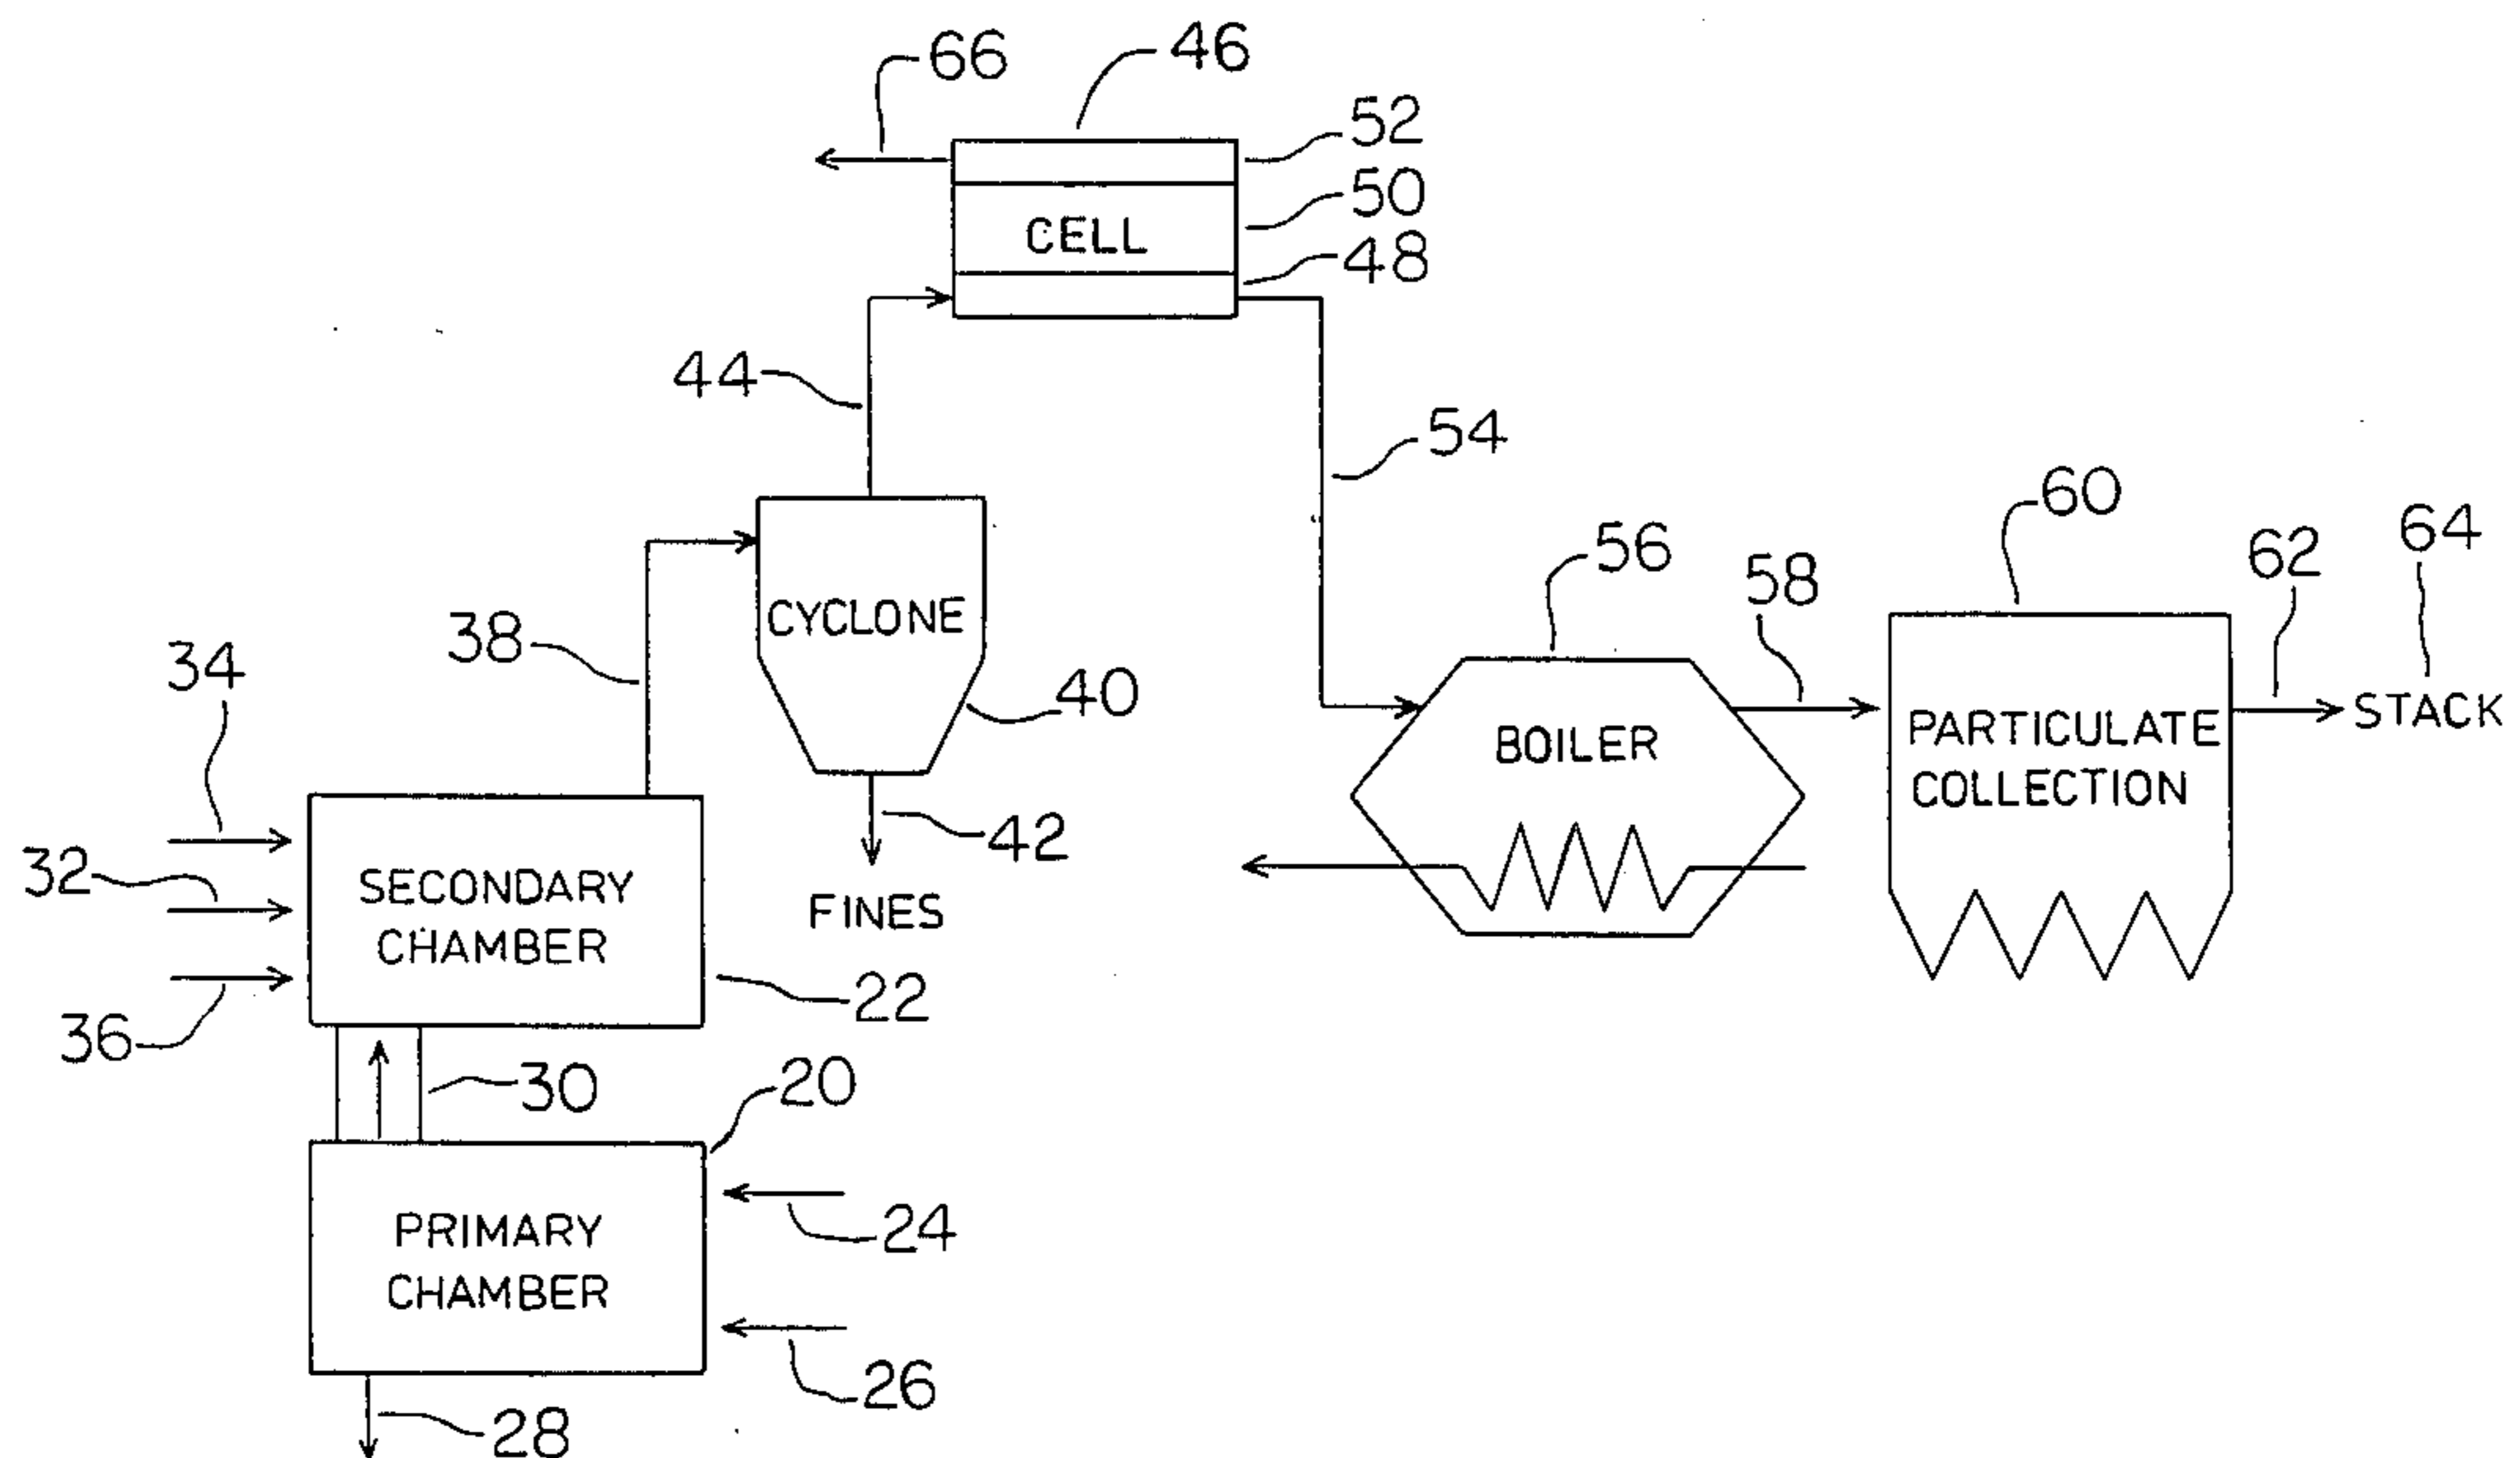 66
46
52
50
CELL
48
44
54
60
64
STACK
62
56
58
38
CYCLONE
40
34
BOILER
PARTICULATE
COLLECTION
42
32
SECONDARY
CHAMBER
FINES
22
36
30
20
PRIMARY
CHAMBER
24
26
28